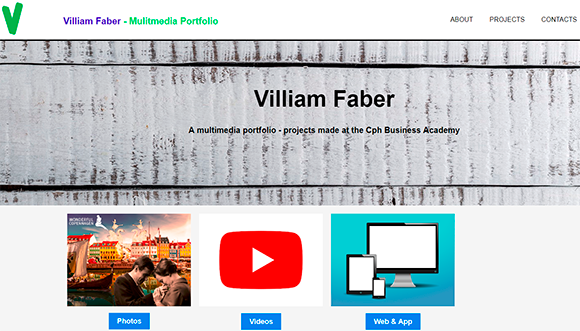 V
Villiam Faber - Mulitmedia Portfolio
ABOUT PROJECTS CONTACTS
Villiam Faber
A multimedia portfolio - projects made at the Cph Business Academy
WONDERFUL
COPENHAGEN
Photos
Videos
Web & App